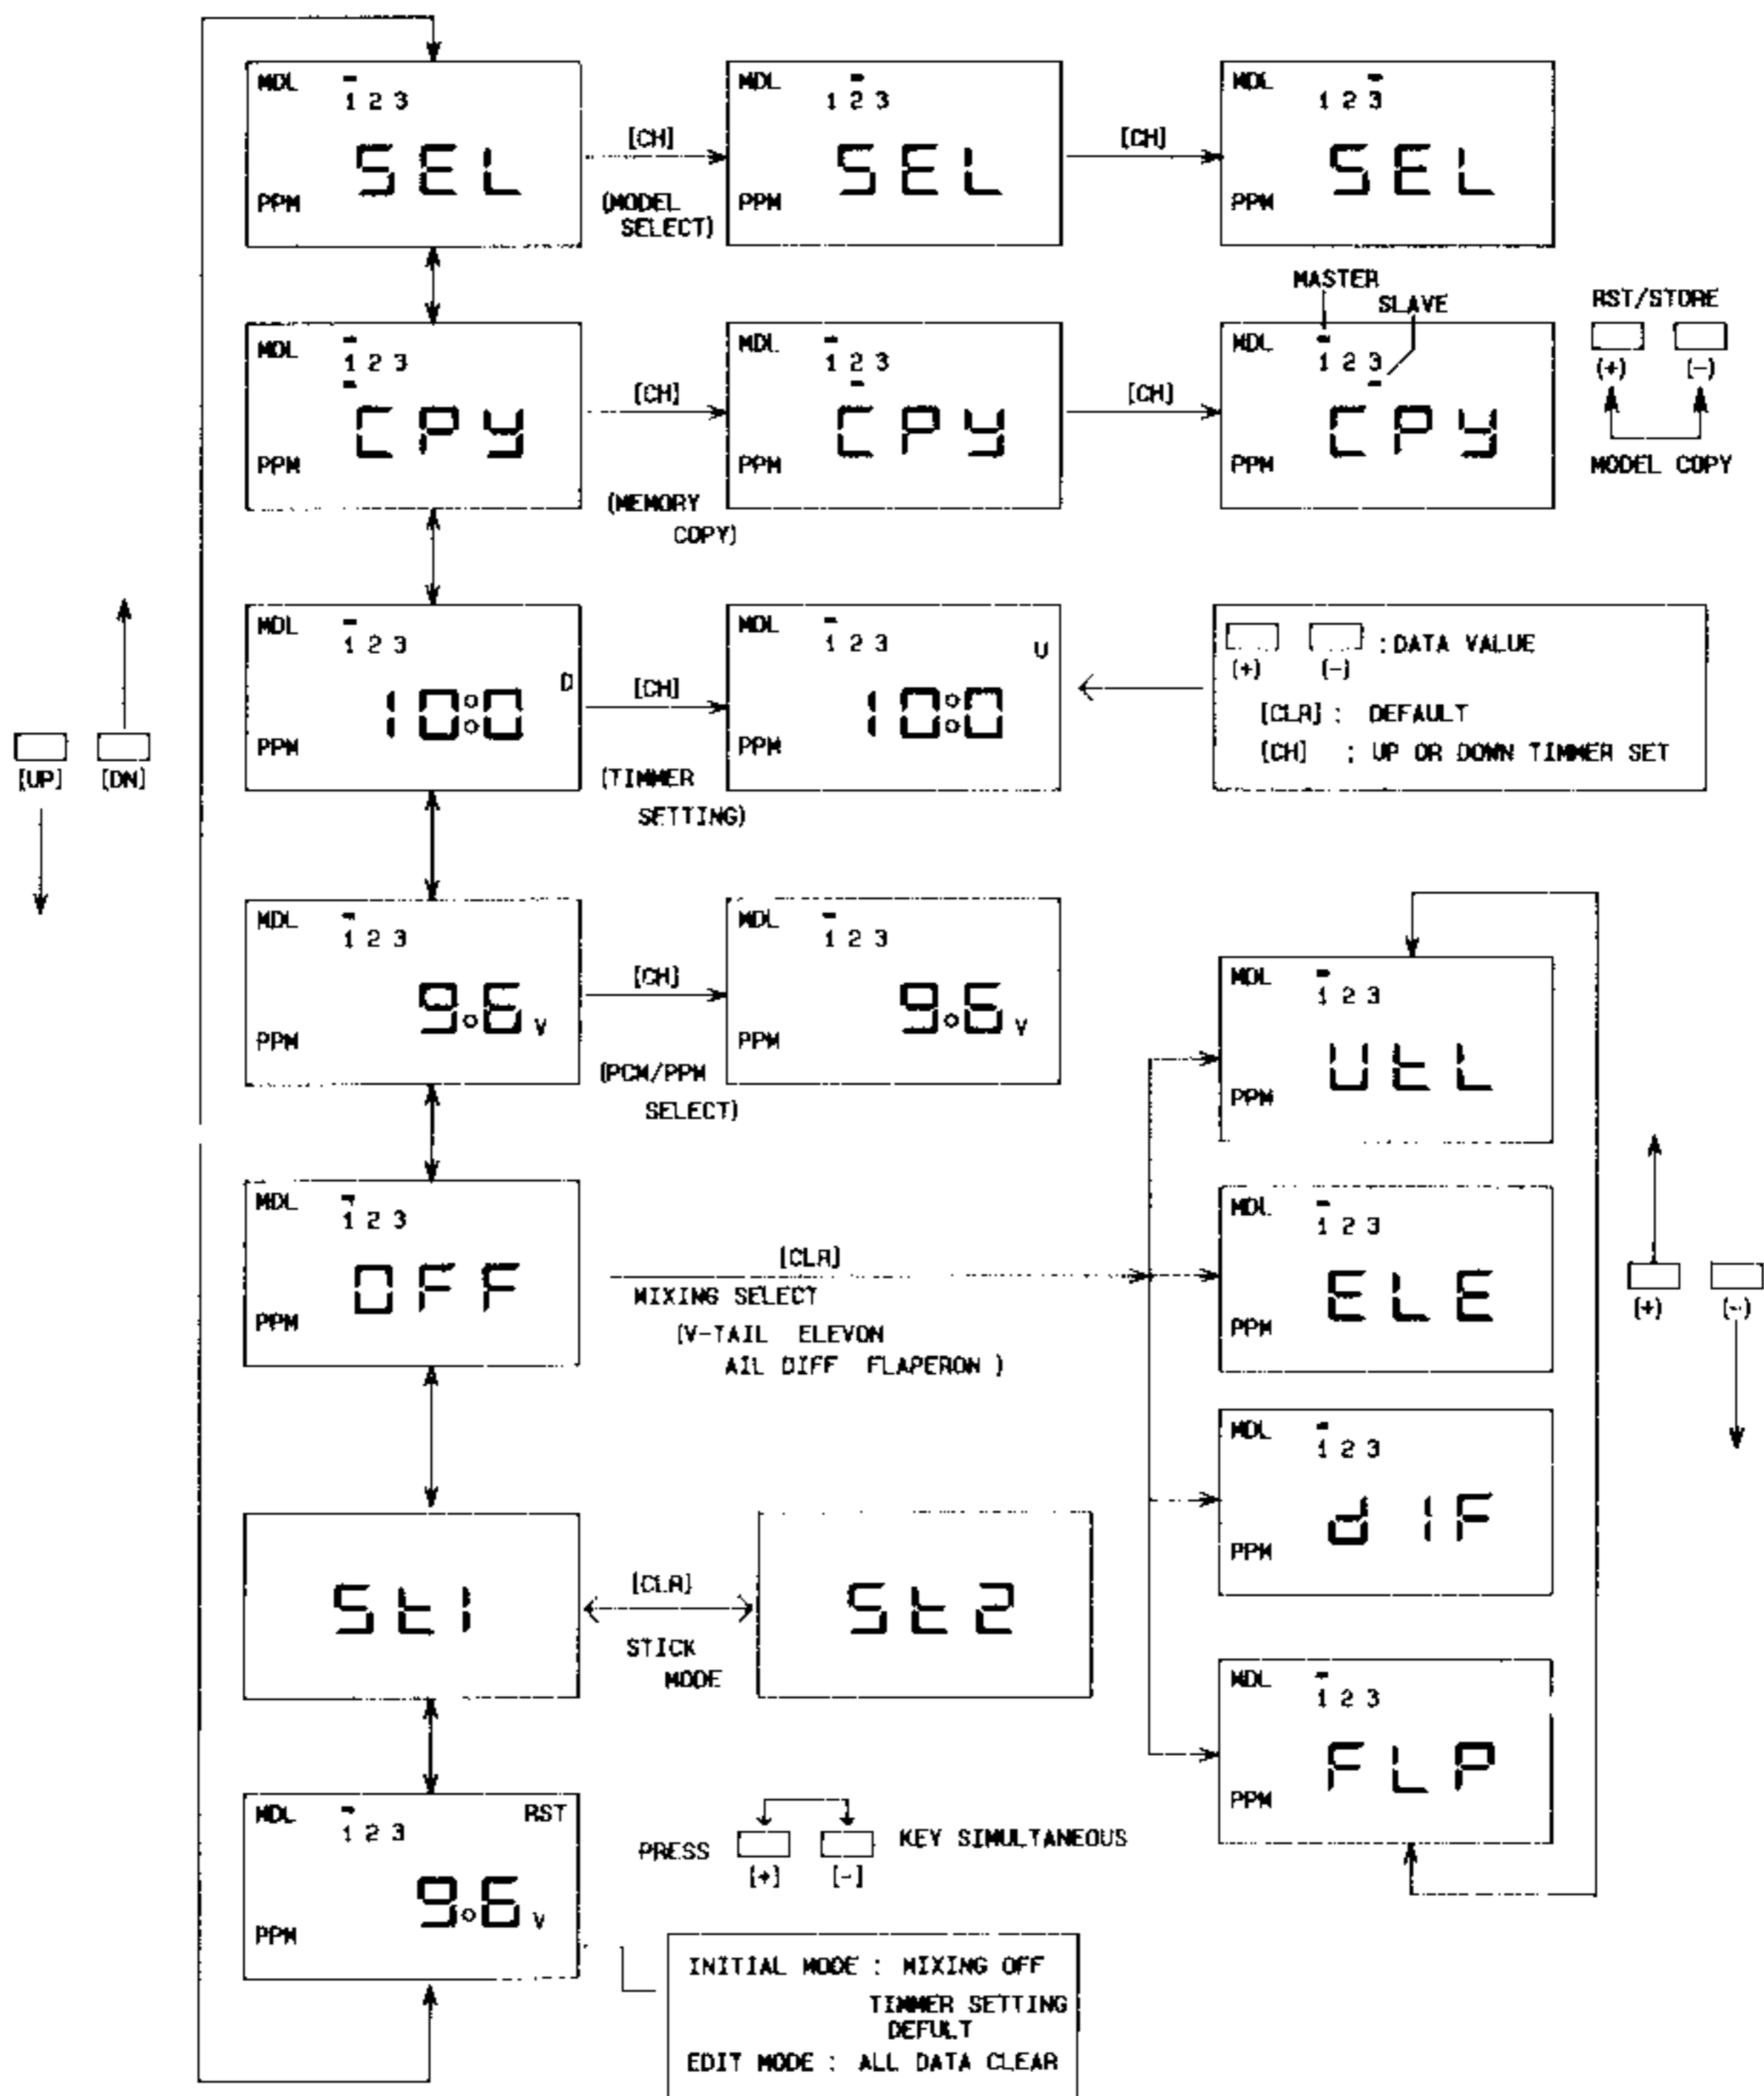 MDL
1 2 3
SEL
PPM
[CH]
(MODEL
SELECT)
MDL
1 2 3
SEL
PPM
[CH]
MDL
1 2 3
SEL
PPM
MDL
1 2 3
CPY
PPM
[CH]
(MEMORY
COPY)
MDL
1 2 3
CPY
PPM
[CH]
MASTER
SLAVE
MDL
1 2 3
CPY
PPM
RST/STORE
(+) (-)
MODEL COPY
[UP] [DN]
MDL
1 2 3
D
10:0
PPM
[CH]
(TIMMER
SETTING)
MDL
1 2 3
U
10:0
PPM
(+) (-) : DATA VALUE
[CLR] : DEFAULT
[CH] : UP OR DOWN TIMMER SET
MDL
1 2 3
9.6 V
PPM
[CH]
(PCM/PPM
SELECT)
MDL
1 2 3
9.6 V
PPM
MDL
1 2 3
OFF
PPM
[CLR]
MIXING SELECT
(V-TAIL ELEVON
AIL DIFF FLAPERON )
MDL
1 2 3
UtL
PPM
MDL
1 2 3
ELE
PPM
(+) (-)
MDL
1 2 3
dIF
PPM
MDL
1 2 3
FLP
PPM
St1
[CLR]
STICK
MODE
St2
MDL
1 2 3
RST
9.6 V
PPM
PRESS [+] [-] KEY SIMULTANEOUS
INITIAL MODE : MIXING OFF
TIMMER SETTING
DEFULT
EDIT MODE : ALL DATA CLEAR